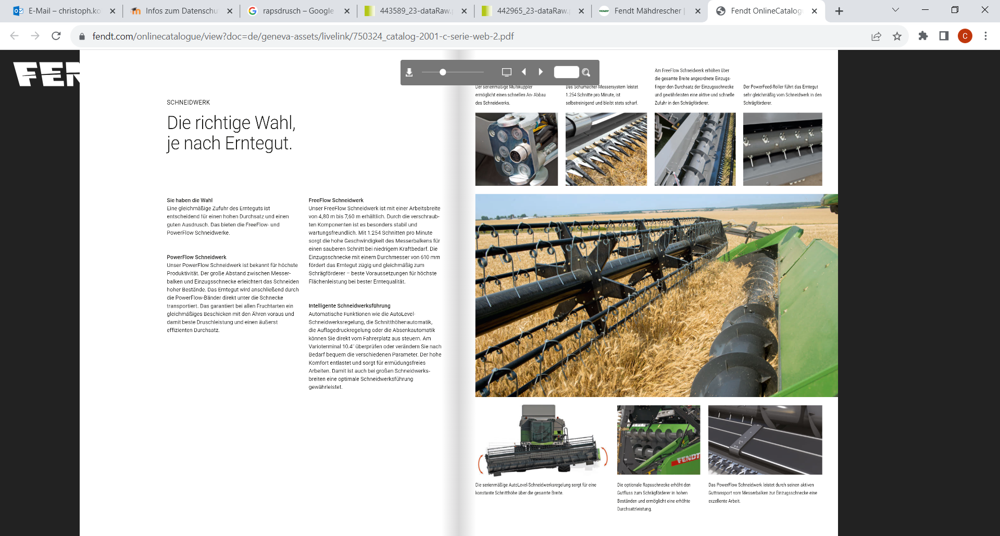 E-Mail – christoph.ko
Infos zum Datenschu
rapsdrusch – Google
443589_23-dataRaw.p
442965_23-dataRaw.p
Fendt Mähdrescher |
Fendt OnlineCatalog
fendt.com/onlinecatalogue/view?doc=de/geneva-assets/livelink/750324_catalog-2001-c-serie-web-2.pdf
C
FEN
SCHNEIDWERK
Die richtige Wahl,
je nach Erntegut.
Sie haben die Wahl
Eine gleichmäßige Zufuhr des Ernteguts ist
entscheidend für einen hohen Durchsatz und einen
guten Ausdrusch. Das bieten die FreeFlow- und
PowerFlow Schneidwerke.
PowerFlow Schneidwerk
Unser PowerFlow Schneidwerk ist bekannt für höchste
Produktivität. Der große Abstand zwischen Messer-
balken und Einzugsschnecke erleichtert das Schneiden
hoher Bestände. Das Erntegut wird anschließend durch
die PowerFlow-Bänder direkt unter die Schnecke
transportiert. Das garantiert bei allen Fruchtarten ein
gleichmäßiges Beschicken mit den Ähren voraus und
damit beste Druschleistung und einen äußerst
effizienten Durchsatz.
FreeFlow Schneidwerk
Unser FreeFlow Schneidwerk ist mit einer Arbeitsbreite
von 4,80 m bis 7,60 m erhältlich. Durch die verschraub-
ten Komponenten ist es besonders stabil und
wartungsfreundlich. Mit 1.254 Schnitten pro Minute
sorgt die hohe Geschwindigkeit des Messerbalkens für
einen sauberen Schnitt bei niedrigem Kraftbedarf. Die
Einzugsschnecke mit einem Durchmesser von 610 mm
fördert das Erntegut zügig und gleichmäßig zum
Schrägförderer – beste Voraussetzungen für höchste
Flächenleistung bei bester Erntequalität.
Intelligente Schneidwerksführung
Automatische Funktionen wie die AutoLevel-
Schneidwerksregelung, die Schnitthöhenautomatik,
die Auflagedruckregelung oder die Absenkautomatik
können Sie direkt vom Fahrerplatz aus steuern. Am
Varioterminal 10.4" überprüfen oder verändern Sie nach
Bedarf bequem die verschiedenen Parameter. Der hohe
Komfort entlastet und sorgt für ermüdungsfreies
Arbeiten. Damit ist auch bei großen Schneidwerks-
breiten eine optimale Schneidwerksführung
gewährleistet.
Der serienmäßige Multikuppler
ermöglicht einen schnellen An- Abbau
des Schneidwerks.
Das Schumacher-Messersystem leistet
1.254 Schnitte pro Minute, ist
selbstreinigend und bleibt stets scharf.
Am FreeFlow Schneidwerk erhöhen über
die gesamte Breite angeordnete Einzugs-
finger den Durchsatz der Einzugsschnecke
und gewährleisten eine aktive und schnelle
Zufuhr in den Schrägförderer.
Der PowerFeed-Roller führt das Erntegut
sehr gleichmäßig vom Schneidwerk in den
Schrägförderer.
FENDT
Die serienmäßige AutoLevel-Schneidwerksregelung sorgt für eine
konstante Schnitthöhe über die gesamte Breite.
Die optionale Rapsschnecke erhöht den
Gutfluss zum Schrägförderer in hohen
Beständen und ermöglicht eine erhöhte
Durchsatzleistung.
Das PowerFlow Schneidwerk leistet durch seinen aktiven
Guttransport vom Messerbalken zur Einzugsschnecke eine
exzellente Arbeit.